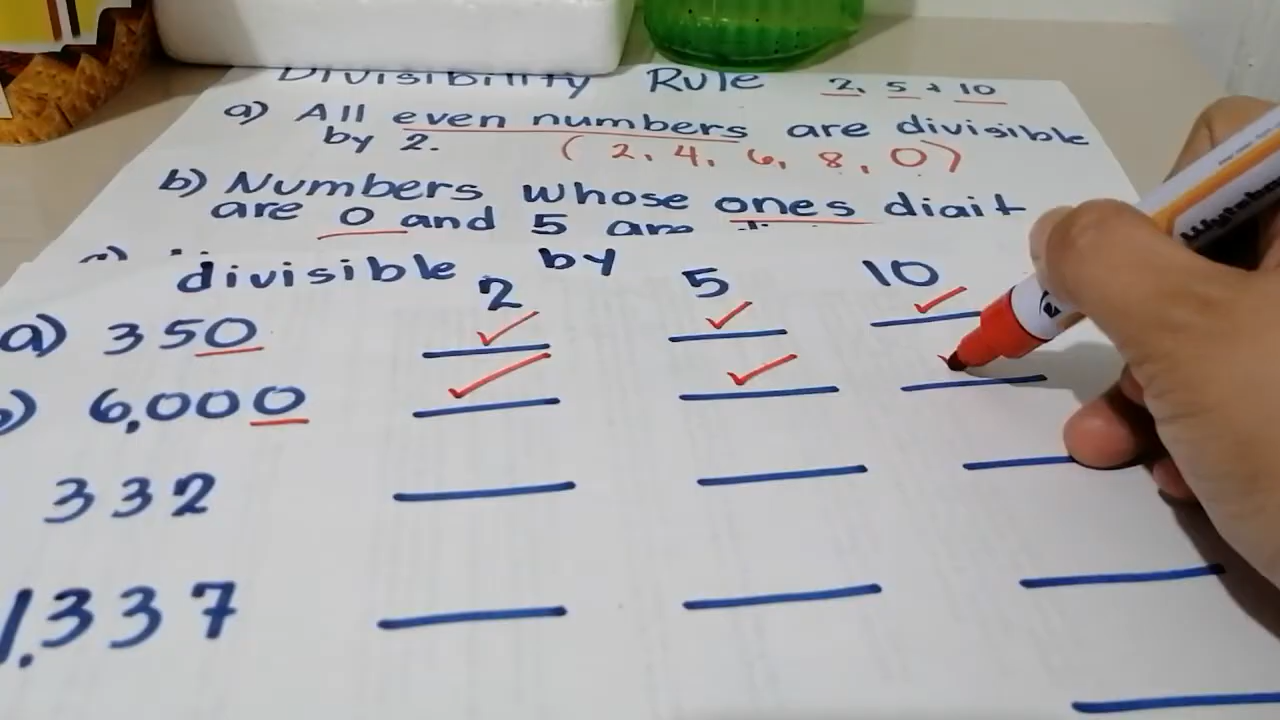 Divisibility Rule 2, 5 & 10
a) All even numbers are divisible
by 2. (2, 4, 6, 8, 0)
b) Numbers whose ones digit
are 0 and 5 are
divisible by
2 5 10
a) 350 ✓ ✓ ✓
b) 6,000 ✓ ✓
332
1,337